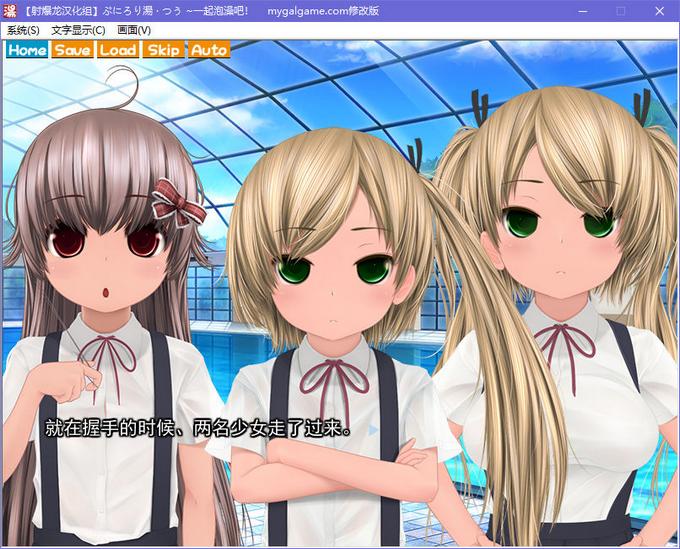 【射爆龙汉化组】ぷにろり湯·つぅ ~一起泡澡吧!  mygalgame.com修改版
系统(S) 文字显示(C) 画面(V)
Home Save Load Skip Auto
就在握手的时候、两名少女走了过来。